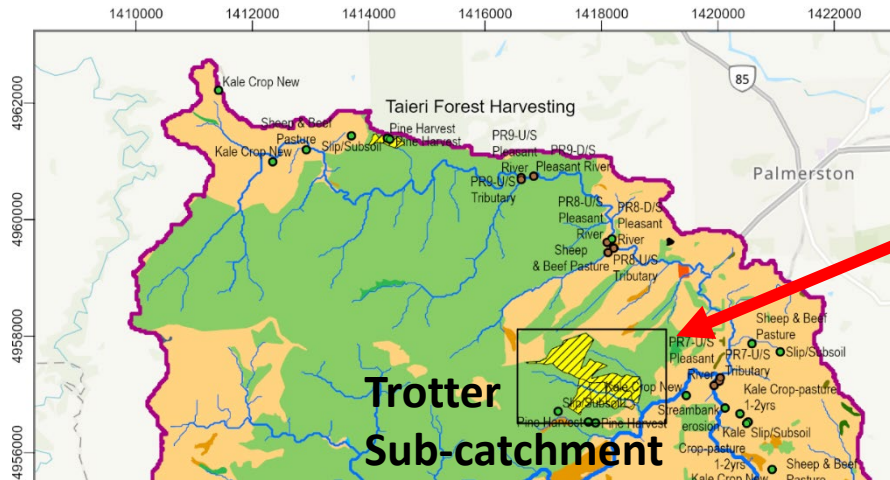 1410000
1412000
1414000
1416000
1418000
1420000
1422000
4962000
4960000
4958000
4956000
85
Palmerston
Kale Crop New
Taieri Forest Harvesting
Sheep & Beef
Pasture
Slip/Subsoil
Kale Crop New
Pine Harvest
Pine Harvest
PR9-U/S
Pleasant
River
PR9-D/S
Pleasant River
PR9-U/S
Tributary
PR8-U/S
Pleasant
River
PR8-D/S
Pleasant
River
Sheep
& Beef Pasture
PR8-U/S
Tributary
Sheep & Beef
Pasture
Slip/Subsoil
PR7-U/S
Pleasant
River
PR7-U/S
Tributary
Kale Crop New
Slip/Subsoil
Pine Harvest
Pine Harvest
Streambank
erosion
Kale Crop-pasture
1-2yrs
Kale
Crop-pasture
1-2yrs
Slip/Subsoil
Kale Crop New
Sheep & Beef
Pasture
Trotter
Sub-catchment